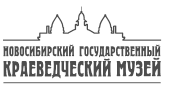 НОВОСИБИРСКИЙ ГОСУДАРСТВЕННЫЙ
КРАЕВЕДЧЕСКИЙ МУЗЕЙ